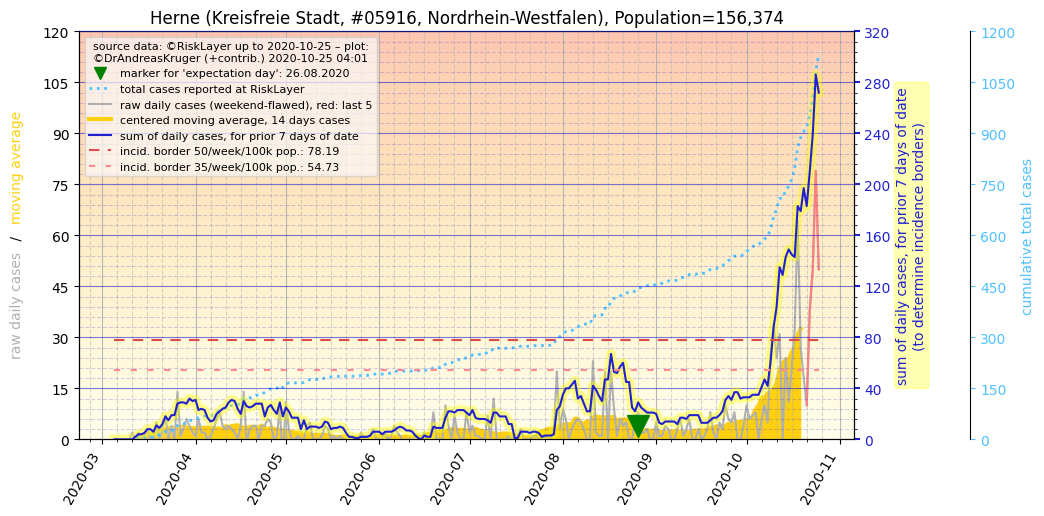 Herne (Kreisfreie Stadt, #05916, Nordrhein-Westfalen), Population=156,374
source data: ©RiskLayer up to 2020-10-25 – plot:
©DrAndreasKruger (+contrib.) 2020-10-25 04:01
marker for 'expectation day': 26.08.2020
total cases reported at RiskLayer
raw daily cases (weekend-flawed), red: last 5
centered moving average, 14 days cases
sum of daily cases, for prior 7 days of date
incid. border 50/week/100k pop.: 78.19
incid. border 35/week/100k pop.: 54.73
raw daily cases / moving average
120
105
90
75
60
45
30
15
0
320
280
240
200
160
120
80
40
0
sum of daily cases, for prior 7 days of date
(to determine incidence borders)
1200
1050
900
750
600
450
300
150
0
cumulative total cases
2020-03
2020-04
2020-05
2020-06
2020-07
2020-08
2020-09
2020-10
2020-11